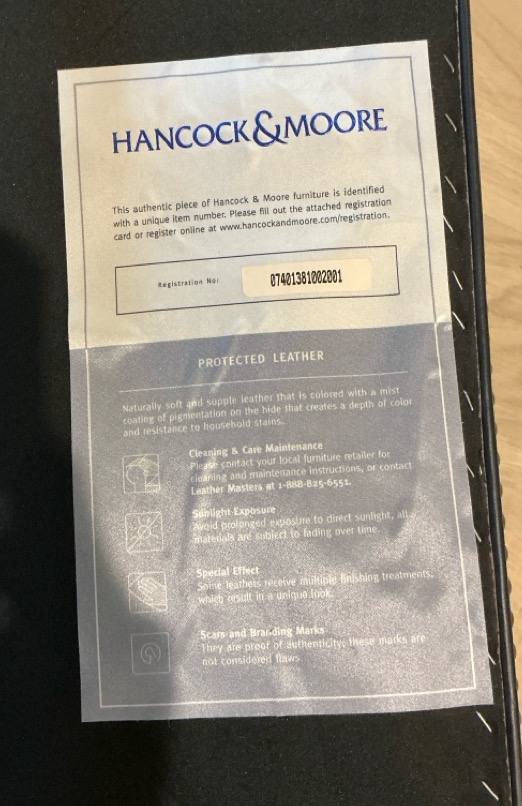 HANCOCK&MOORE
This authentic piece of Hancock & Moore furniture is identified
with a unique item number. Please fill out the attached registration
card or register online at www.hancockandmoore.com/registration.
Registration No: 07401381002001
PROTECTED LEATHER
Naturally soft and supple leather that is colored with a mist
coating of pigmentation on the hide that creates a depth of color
and resistance to household stains.
Cleaning & Care Maintenance
Please contact your local furniture retailer for
cleaning and maintenance instructions, or contact
Leather Masters at 1-888-825-6551.
Sunlight Exposure
Avoid prolonged exposure to direct sunlight, all
materials are subject to fading over time.
Special Effect
Some leathers receive multiple finishing treatments,
which result in a unique look.
Scars and Branding Marks
They are proof of authenticity; these marks are
not considered flaws.